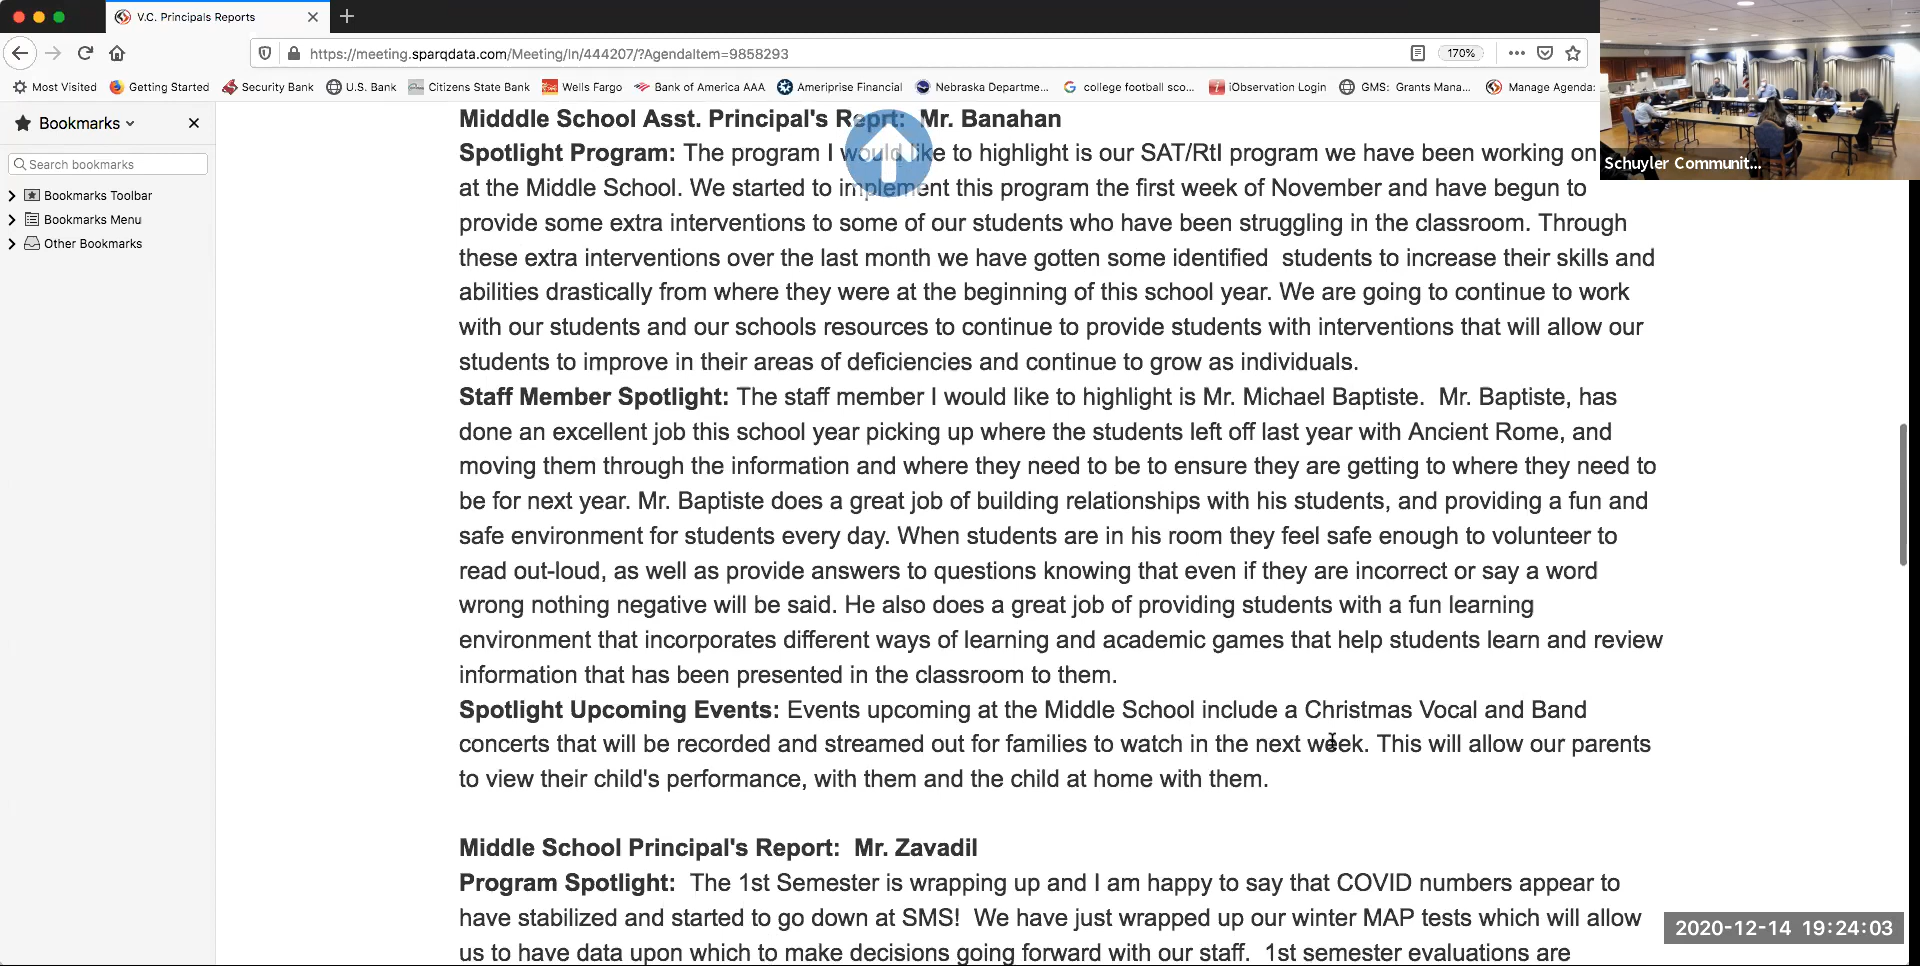 V.C. Principals Reports
https://meeting.sparqdata.com/Meeting/In/444207/?AgendaItem=9858293
170%
Most Visited
Getting Started
Security Bank
U.S. Bank
Citizens State Bank
Wells Fargo
Bank of America AAA
Ameriprise Financial
Nebraska Departme...
college football sco...
iObservation Login
GMS: Grants Mana...
Manage Agenda:
Schuyler Communit...
Bookmarks
Search bookmarks
Bookmarks Toolbar
Bookmarks Menu
Other Bookmarks
Midddle School Asst. Principal's Reprt: Mr. Banahan
Spotlight Program: The program I would like to highlight is our SAT/RtI program we have been working on
at the Middle School. We started to implement this program the first week of November and have begun to
provide some extra interventions to some of our students who have been struggling in the classroom. Through
these extra interventions over the last month we have gotten some identified students to increase their skills and
abilities drastically from where they were at the beginning of this school year. We are going to continue to work
with our students and our schools resources to continue to provide students with interventions that will allow our
students to improve in their areas of deficiencies and continue to grow as individuals.
Staff Member Spotlight: The staff member I would like to highlight is Mr. Michael Baptiste. Mr. Baptiste, has
done an excellent job this school year picking up where the students left off last year with Ancient Rome, and
moving them through the information and where they need to be to ensure they are getting to where they need to
be for next year. Mr. Baptiste does a great job of building relationships with his students, and providing a fun and
safe environment for students every day. When students are in his room they feel safe enough to volunteer to
read out-loud, as well as provide answers to questions knowing that even if they are incorrect or say a word
wrong nothing negative will be said. He also does a great job of providing students with a fun learning
environment that incorporates different ways of learning and academic games that help students learn and review
information that has been presented in the classroom to them.
Spotlight Upcoming Events: Events upcoming at the Middle School include a Christmas Vocal and Band
concerts that will be recorded and streamed out for families to watch in the next week. This will allow our parents
to view their child's performance, with them and the child at home with them.
Middle School Principal's Report: Mr. Zavadil
Program Spotlight: The 1st Semester is wrapping up and I am happy to say that COVID numbers appear to
have stabilized and started to go down at SMS! We have just wrapped up our winter MAP tests which will allow
us to have data upon which to make decisions going forward with our staff. 1st semester evaluations are
2020-12-14 19:24:03